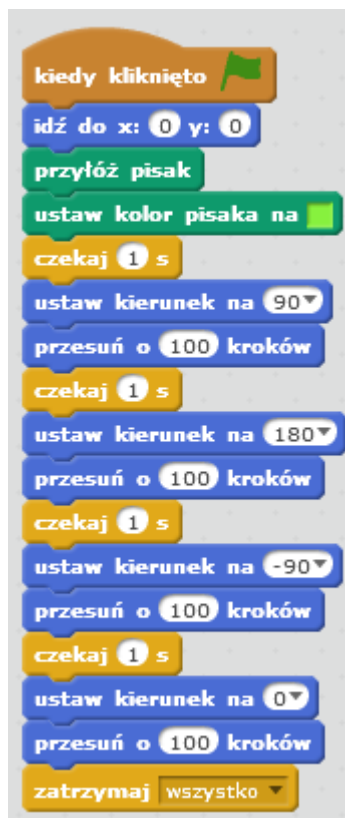 kiedy kliknięto
idź do x: 0 y: 0
przyłóż pisak
ustaw kolor pisaka na
czekaj 1 s
ustaw kierunek na 90
przesuń o 100 kroków
czekaj 1 s
ustaw kierunek na 180
przesuń o 100 kroków
czekaj 1 s
ustaw kierunek na -90
przesuń o 100 kroków
czekaj 1 s
ustaw kierunek na 0
przesuń o 100 kroków
zatrzymaj wszystko